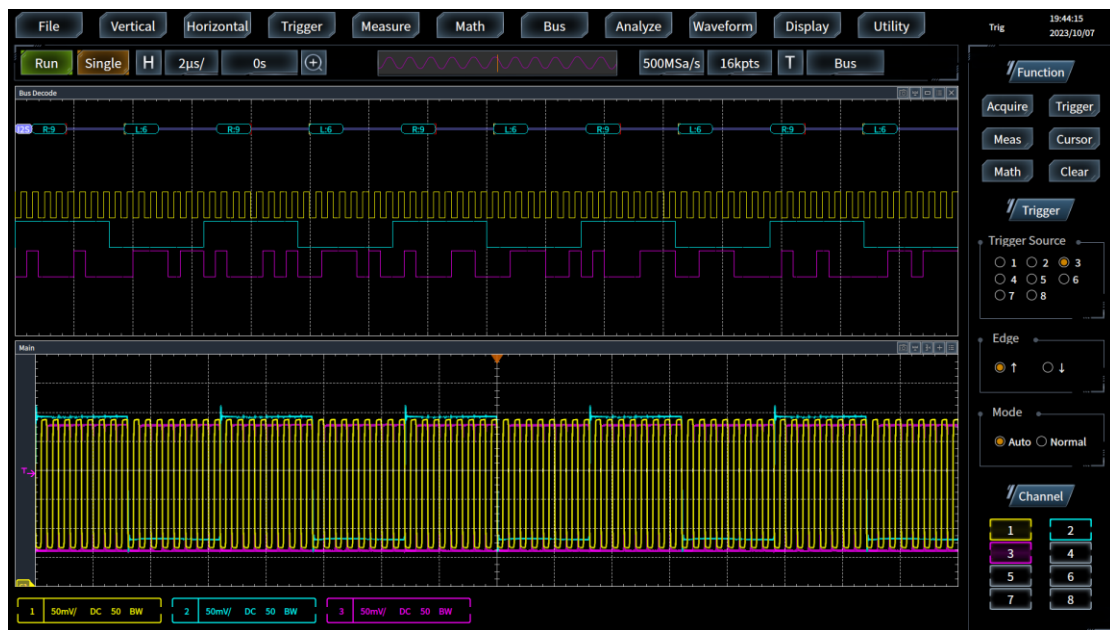 File Vertical Horizontal Trigger Measure Math Bus Analyze Waveform Display Utility Trig 19:44:15
2023/10/07
Run Single H 2μs/ 0s 500MSa/s 16kpts T Bus
Function
Acquire Trigger
Meas Cursor
Math Clear
Trigger
Trigger Source
1 2 3
4 5 6
7 8
Edge
↑ ↓
Mode
Auto Normal
Channel
1 2
3 4
5 6
7 8
Bus Decode
I2S R:9 L:6 R:9 L:6 R:9 L:6 R:9 L:6 R:9 L:6
Main
T
1 50mV/ DC 50 BW 2 50mV/ DC 50 BW 3 50mV/ DC 50 BW